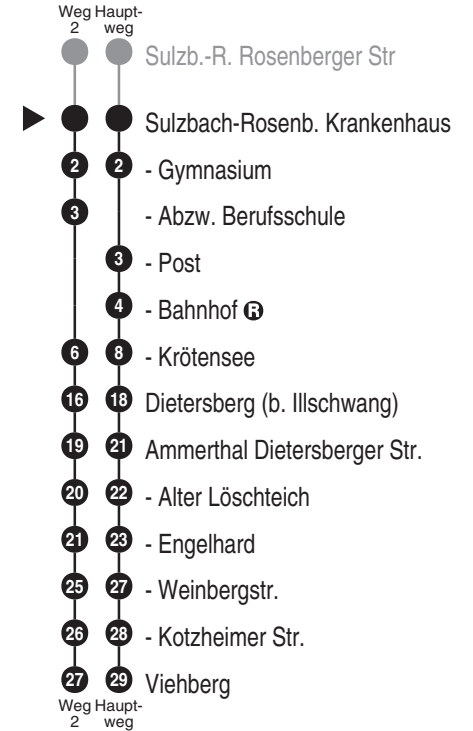 Weg Haupt-
2 weg
Sulzb.-R. Rosenberger Str
Sulzbach-Rosenb. Krankenhaus
2 2 - Gymnasium
3 - Abzw. Berufsschule
3 - Post
4 - Bahnhof R
6 8 - Krötensee
16 18 Dietersberg (b. Illschwang)
19 21 Ammerthal Dietersberger Str.
20 22 - Alter Löschteich
21 23 - Engelhard
25 27 - Weinbergstr.
26 28 - Kotzheimer Str.
27 29 Viehberg
Weg Haupt-
2 weg